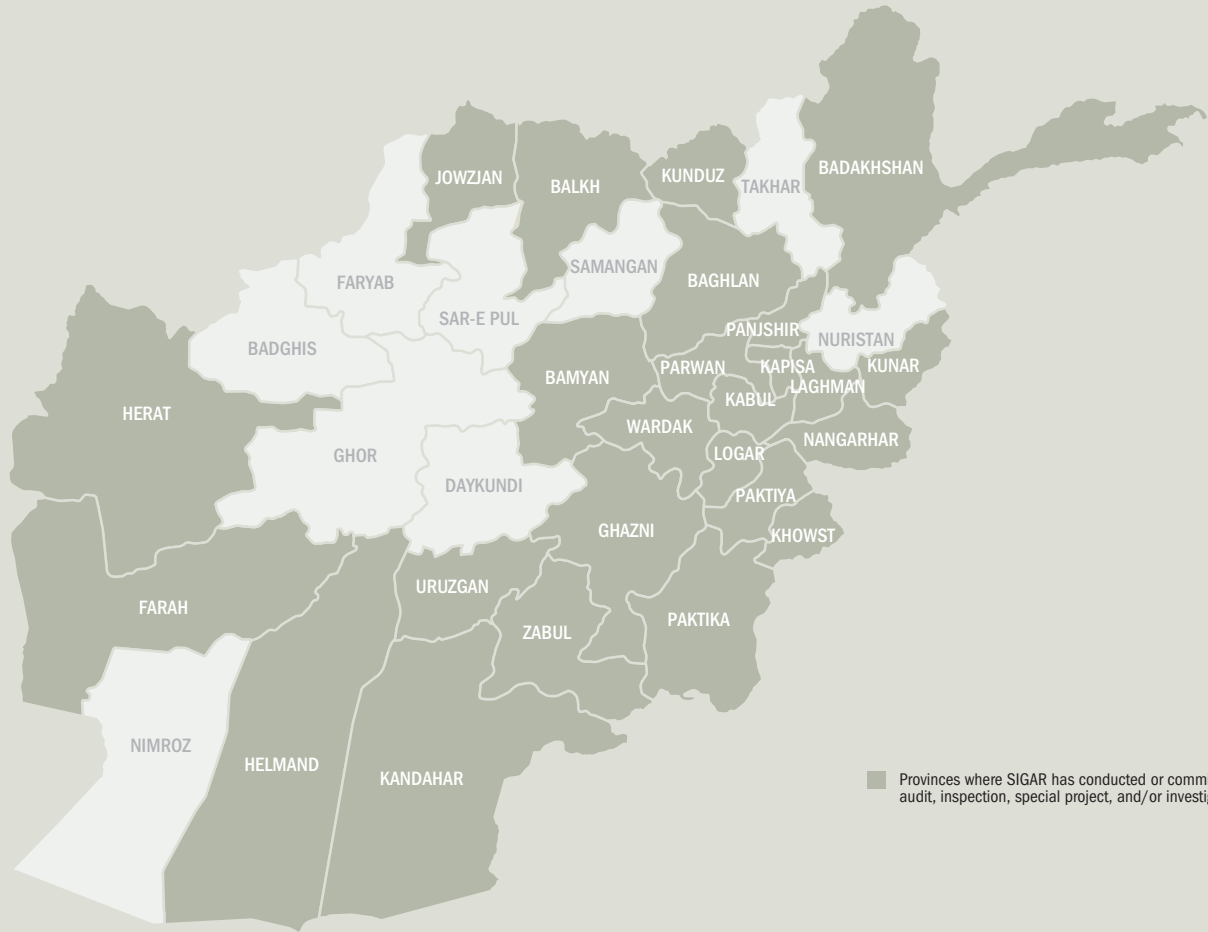 JOWZJAN
BALKH
KUNDUZ
TAKHAR
BADAKHSHAN
FARYAB
SAMANGAN
BAGHLAN
SAR-E PUL
BADGHIS
PANJSHIR
NURISTAN
HERAT
BAMYAN
PARWAN
KAPISA
KUNAR
LAGHMAN
KABUL
WARDAK
NANGARHAR
GHOR
LOGAR
DAYKUNDI
PAKTIYA
GHAZNI
KHOWST
URUZGAN
FARAH
ZABUL
PAKTIKA
NIMROZ
HELMAND
KANDAHAR
Provinces where SIGAR has conducted or comm
audit, inspection, special project, and/or investig